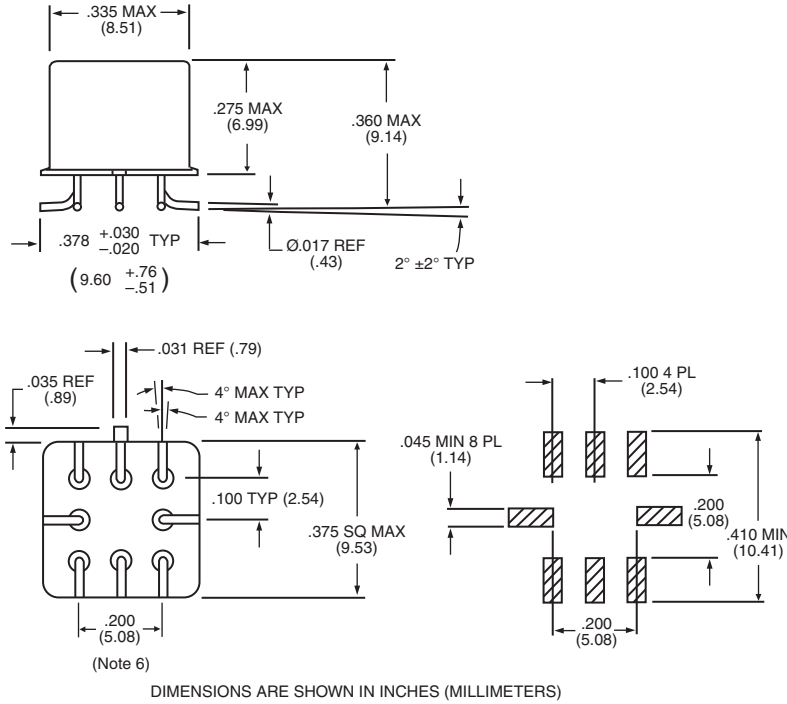 .335 MAX
(8.51)
.275 MAX
(6.99)
.360 MAX
(9.14)
.378 +.030 –.020 TYP
(9.60 +.76 –.51)
Ø.017 REF
(.43)
2° ±2° TYP
.031 REF (.79)
.035 REF
(.89)
4° MAX TYP
4° MAX TYP
.100 TYP (2.54)
.375 SQ MAX
(9.53)
.200
(5.08)
(Note 6)
.100 4 PL
(2.54)
.045 MIN 8 PL
(1.14)
.200
(5.08)
.410 MIN
(10.41)
.200
(5.08)
DIMENSIONS ARE SHOWN IN INCHES (MILLIMETERS)